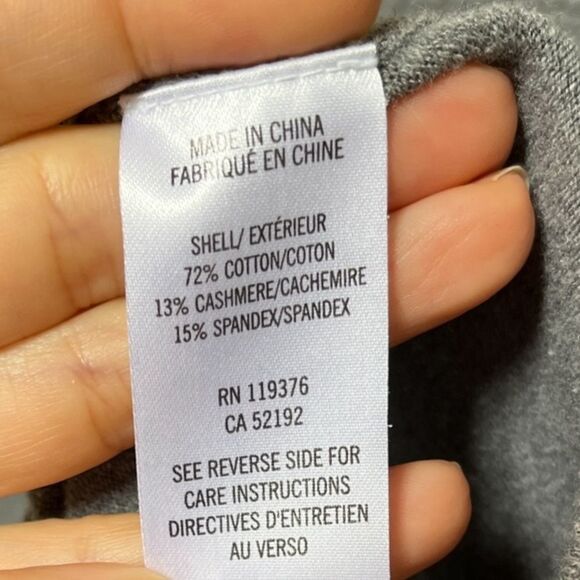 MADE IN CHINA
FABRIQUÉ EN CHINE
SHELL/ EXTÉRIEUR
72% COTTON/COTON
13% CASHMERE/CACHEMIRE
15% SPANDEX/SPANDEX
RN 119376
CA 52192
SEE REVERSE SIDE FOR
CARE INSTRUCTIONS
DIRECTIVES D'ENTRETIEN
AU VERSO